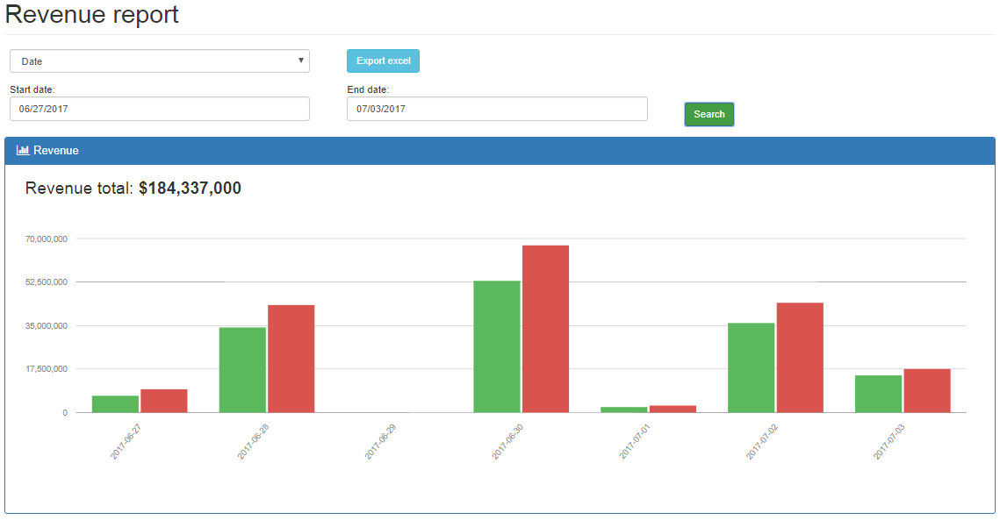 Revenue report
Date
Export excel
Start date:
End date:
06/27/2017
07/03/2017
Search
Revenue
Revenue total: $184,337,000
70,000,000
52,500,000
35,000,000
17,500,000
0
2017-06-27
2017-06-28
2017-06-29
2017-06-30
2017-07-01
2017-07-02
2017-07-03